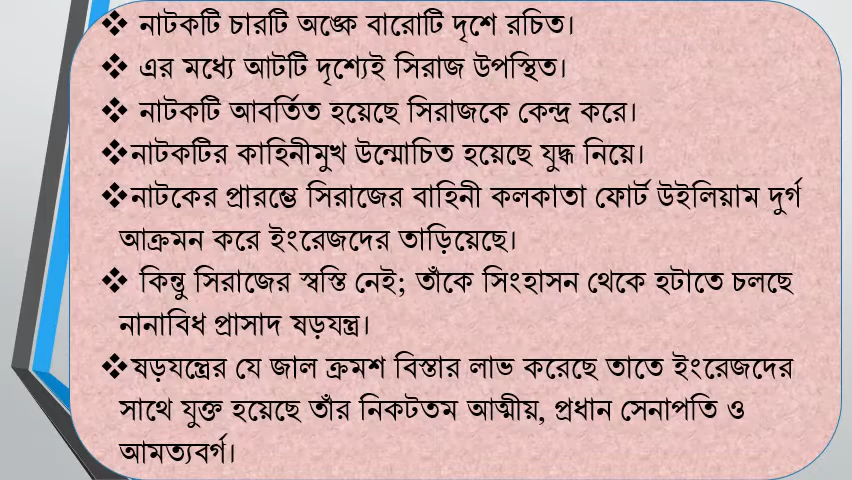 ❖ নাটকটি চারটি অঙ্কে বারোটি দৃশে রচিত।
❖ এর মধ্যে আটটি দৃশ্যেই সিরাজ উপস্থিত।
❖ নাটকটি আবর্তিত হয়েছে সিরাজকে কেন্দ্র করে।
❖নাটকটির কাহিনীমুখ উন্মোচিত হয়েছে যুদ্ধ নিয়ে।
❖নাটকের প্রারম্ভে সিরাজের বাহিনী কলকাতা ফোর্ট উইলিয়াম দুর্গ
আক্রমন করে ইংরেজদের তাড়িয়েছে।
❖ কিন্তু সিরাজের স্বস্তি নেই; তাঁকে সিংহাসন থেকে হটাতে চলছে
নানাবিধ প্রাসাদ ষড়যন্ত্র।
❖ষড়যন্ত্রের যে জাল ক্রমশ বিস্তার লাভ করেছে তাতে ইংরেজদের
সাথে যুক্ত হয়েছে তাঁর নিকটতম আত্মীয়, প্রধান সেনাপতি ও
আমত্যবর্গ।